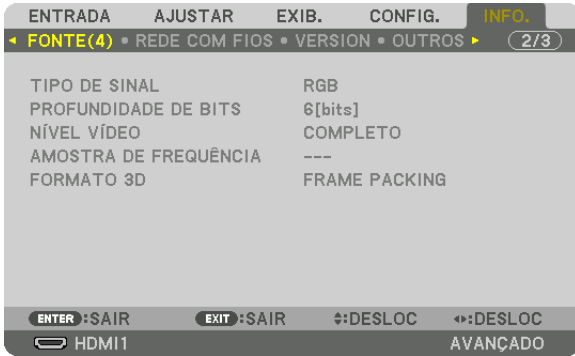 ENTRADA AJUSTAR EXIB. CONFIG. INFO.
◂ FONTE(4) • REDE COM FIOS • VERSION • OUTROS ▸ 2/3
TIPO DE SINAL RGB
PROFUNDIDADE DE BITS 6[bits]
NÍVEL VÍDEO COMPLETO
AMOSTRA DE FREQUÊNCIA ---
FORMATO 3D FRAME PACKING
ENTER :SAIR EXIT :SAIR ◆:DESLOC ◂▸:DESLOC
HDMI1 AVANÇADO